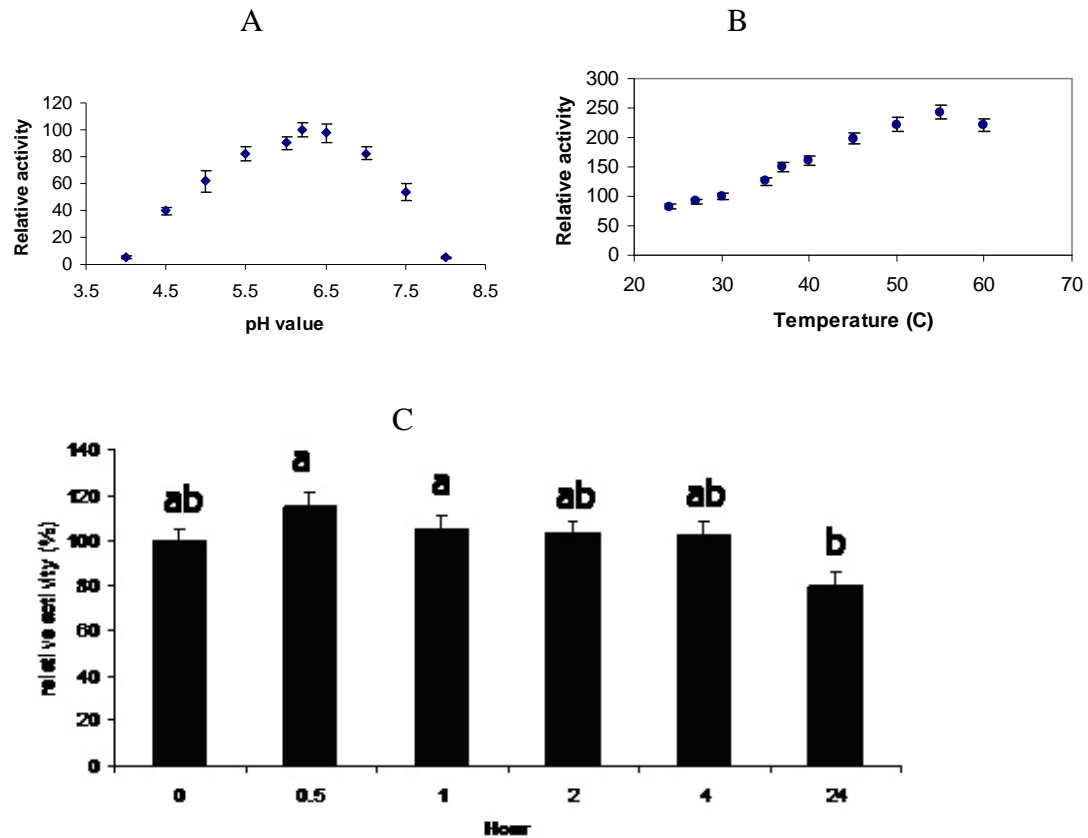 A
Relative activity
120
100
80
60
40
20
0
3.5 4.5 5.5 6.5 7.5 8.5
pH value
B
Relative activity
300
250
200
150
100
50
0
20 30 40 50 60 70
Temperature (C)
C
relative activity (%)
140
120
100
80
60
40
20
0
ab a a ab ab b
0 0.5 1 2 4 24
Hour